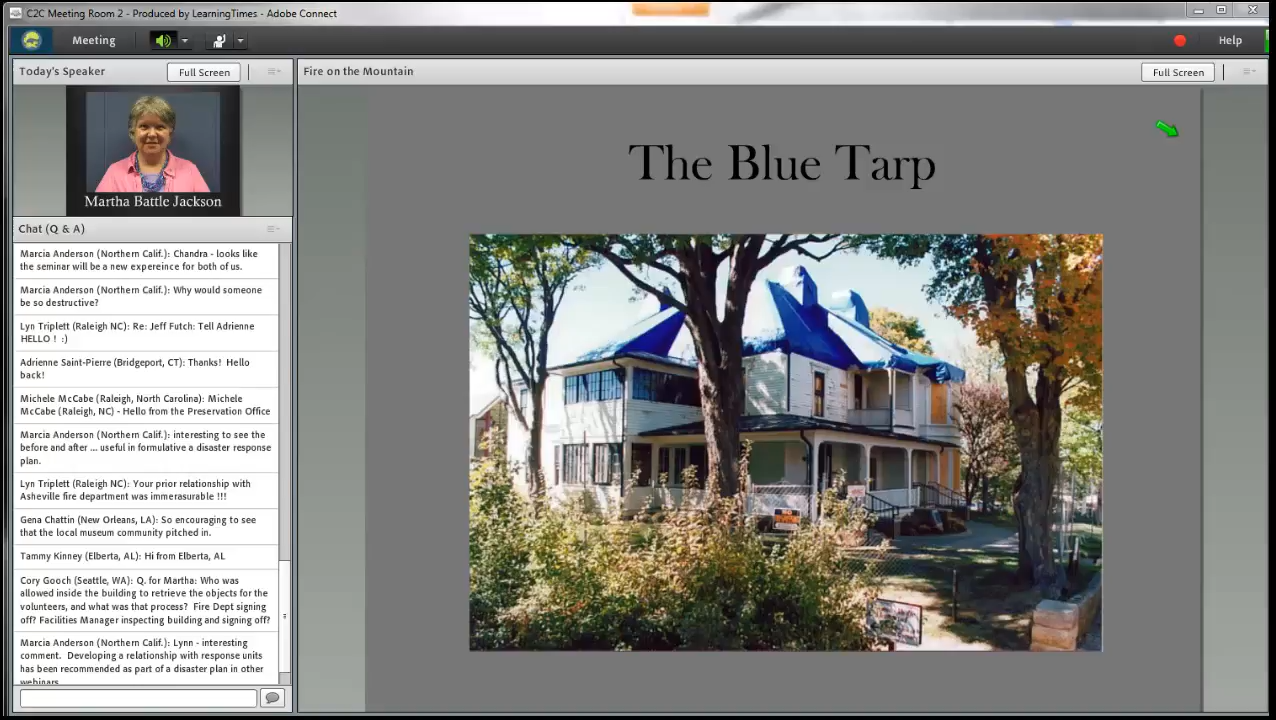 C2C Meeting Room 2 - Produced by LearningTimes - Adobe Connect
Meeting
Help
Today's Speaker
Full Screen
Martha Battle Jackson
Chat (Q & A)
Marcia Anderson (Northern Calif.): Chandra - looks like
the seminar will be a new expereince for both of us.
Marcia Anderson (Northern Calif.): Why would someone
be so destructive?
Lyn Triplett (Raleigh NC): Re: Jeff Futch: Tell Adrienne
HELLO ! :)
Adrienne Saint-Pierre (Bridgeport, CT): Thanks! Hello
back!
Michele McCabe (Raleigh, North Carolina): Michele
McCabe (Raleigh, NC) - Hello from the Preservation Office
Marcia Anderson (Northern Calif.): interesting to see the
before and after ... useful in formulative a disaster response
plan.
Lyn Triplett (Raleigh NC): Your prior relationship with
Asheville fire department was immerasurable !!!
Gena Chattin (New Orleans, LA): So encouraging to see
that the local museum community pitched in.
Tammy Kinney (Elberta, AL): Hi from Elberta, AL
Cory Gooch (Seattle, WA): Q. for Martha: Who was
allowed inside the building to retrieve the objects for the
volunteers, and what was that process? Fire Dept signing
off? Facilities Manager inspecting building and signing off?
Marcia Anderson (Northern Calif.): Lynn - interesting
comment. Developing a relationship with response units
has been recommended as part of a disaster plan in other
webinars.
Fire on the Mountain
Full Screen
The Blue Tarp